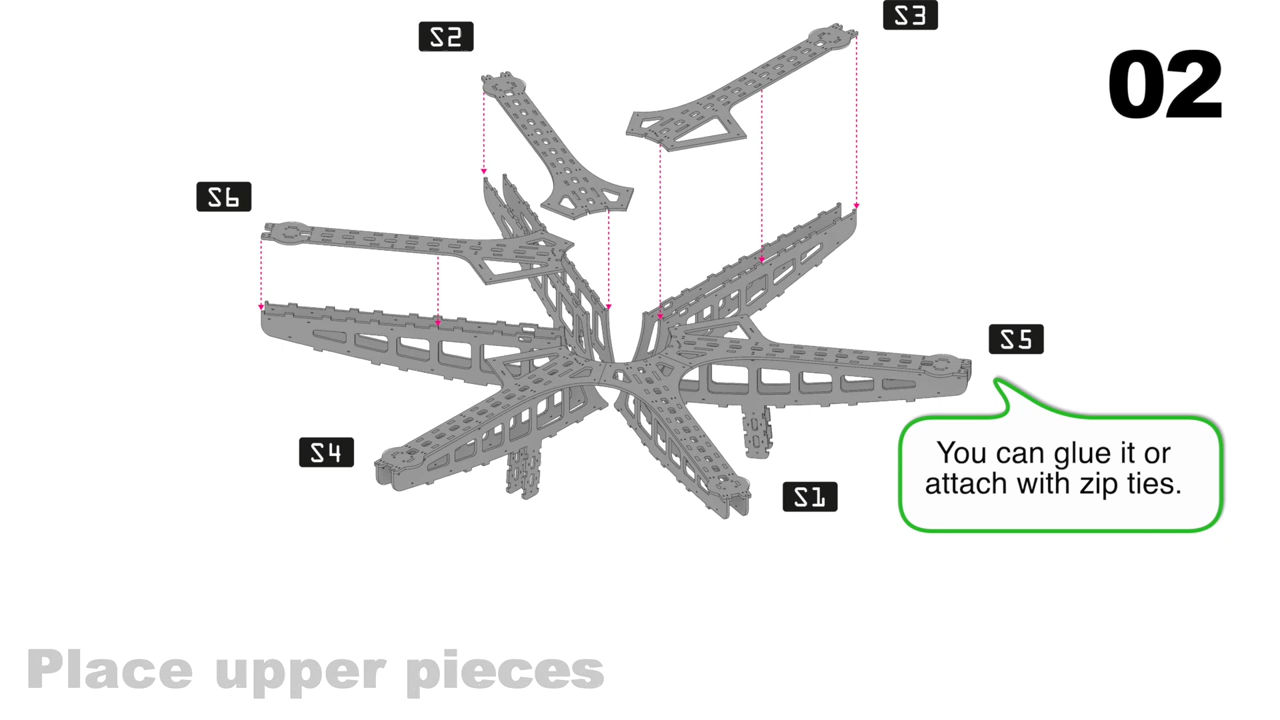 S3
S2
02
S6
S5
You can glue it or
attach with zip ties.
S4
S1
Place upper pieces